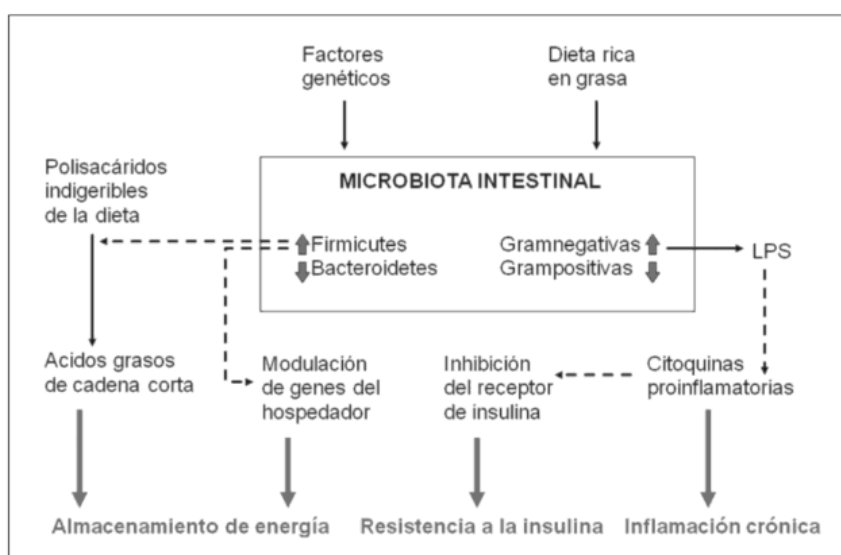 Factores
genéticos
Dieta rica
en grasa
Polisacáridos
indigeribles
de la dieta
MICROBIOTA INTESTINAL
Firmicutes
Bacteroidetes
Gramnegativas
Grampositivas
LPS
Acidos grasos
de cadena corta
Modulación
de genes del
hospedador
Inhibición
del receptor
de insulina
Citoquinas
proinflamatorias
Almacenamiento de energía
Resistencia a la insulina
Inflamación crónica